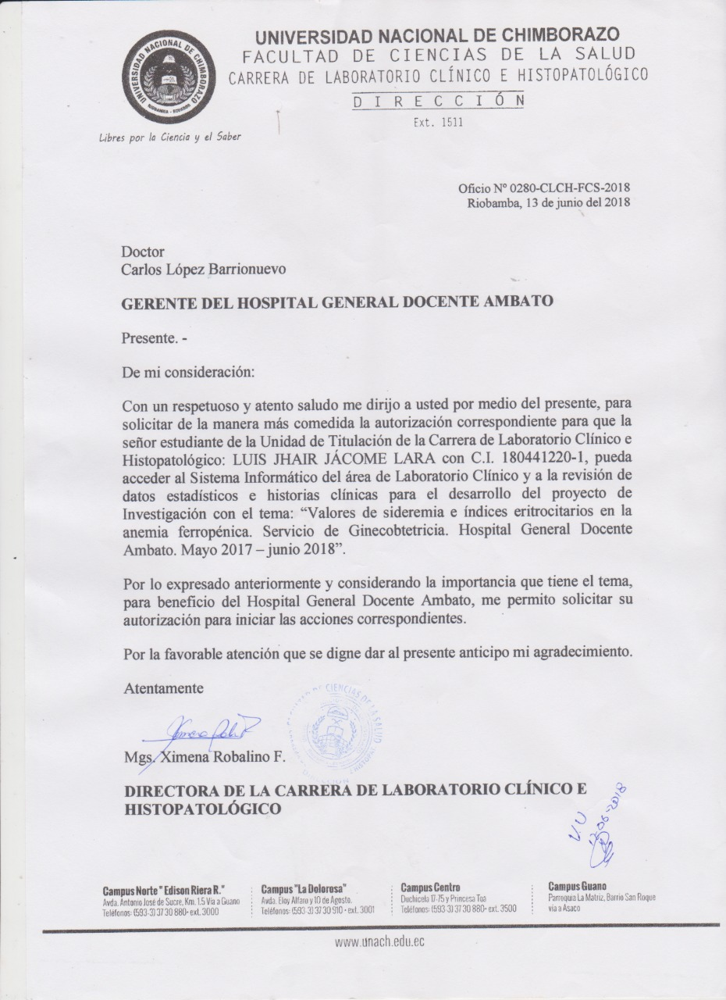 UNIVERSIDAD NACIONAL DE CHIMBORAZO
RIOBAMBA - ECUADOR
Libres por la Ciencia y el Saber
UNIVERSIDAD NACIONAL DE CHIMBORAZO
FACULTAD DE CIENCIAS DE LA SALUD
CARRERA DE LABORATORIO CLÍNICO E HISTOPATOLÓGICO
DIRECCIÓN
Ext. 1511
Oficio Nº 0280-CLCH-FCS-2018
Riobamba, 13 de junio del 2018
Doctor
Carlos López Barrionuevo
GERENTE DEL HOSPITAL GENERAL DOCENTE AMBATO
Presente. -
De mi consideración:
Con un respetuoso y atento saludo me dirijo a usted por medio del presente, para
solicitar de la manera más comedida la autorización correspondiente para que la
señor estudiante de la Unidad de Titulación de la Carrera de Laboratorio Clínico e
Histopatológico: LUIS JHAIR JÁCOME LARA con C.I. 180441220-1, pueda
acceder al Sistema Informático del área de Laboratorio Clínico y a la revisión de
datos estadísticos e historias clínicas para el desarrollo del proyecto de
Investigación con el tema: “Valores de sideremia e índices eritrocitarios en la
anemia ferropénica. Servicio de Ginecobtetricia. Hospital General Docente
Ambato. Mayo 2017 – junio 2018”.
Por lo expresado anteriormente y considerando la importancia que tiene el tema,
para beneficio del Hospital General Docente Ambato, me permito solicitar su
autorización para iniciar las acciones correspondientes.
Por la favorable atención que se digne dar al presente anticipo mi agradecimiento.
Atentamente
DE CIENCIAS DE LA SALUD
DIRECCIÓN
Mgs. Ximena Robalino F.
DIRECTORA DE LA CARRERA DE LABORATORIO CLÍNICO E
HISTOPATOLÓGICO
V.U
06-2018
Campus Norte " Edison Riera R."
Avda. Antonio José de Sucre, Km. 1.5 Via a Guano
Teléfonos: (593-3) 37 30 880- ext. 3000
Campus "La Dolorosa"
Avda. Eloy Alfaro y 10 de Agosto.
Teléfonos: (593-3) 37 30 910 - ext. 3001
Campus Centro
Duchicela 17-75 y Princesa Toa
Teléfonos: (593-3) 37 30 880- ext. 3500
Campus Guano
Parroquia La Matriz, Barrio San Roque
via a Asaco
www.unach.edu.ec